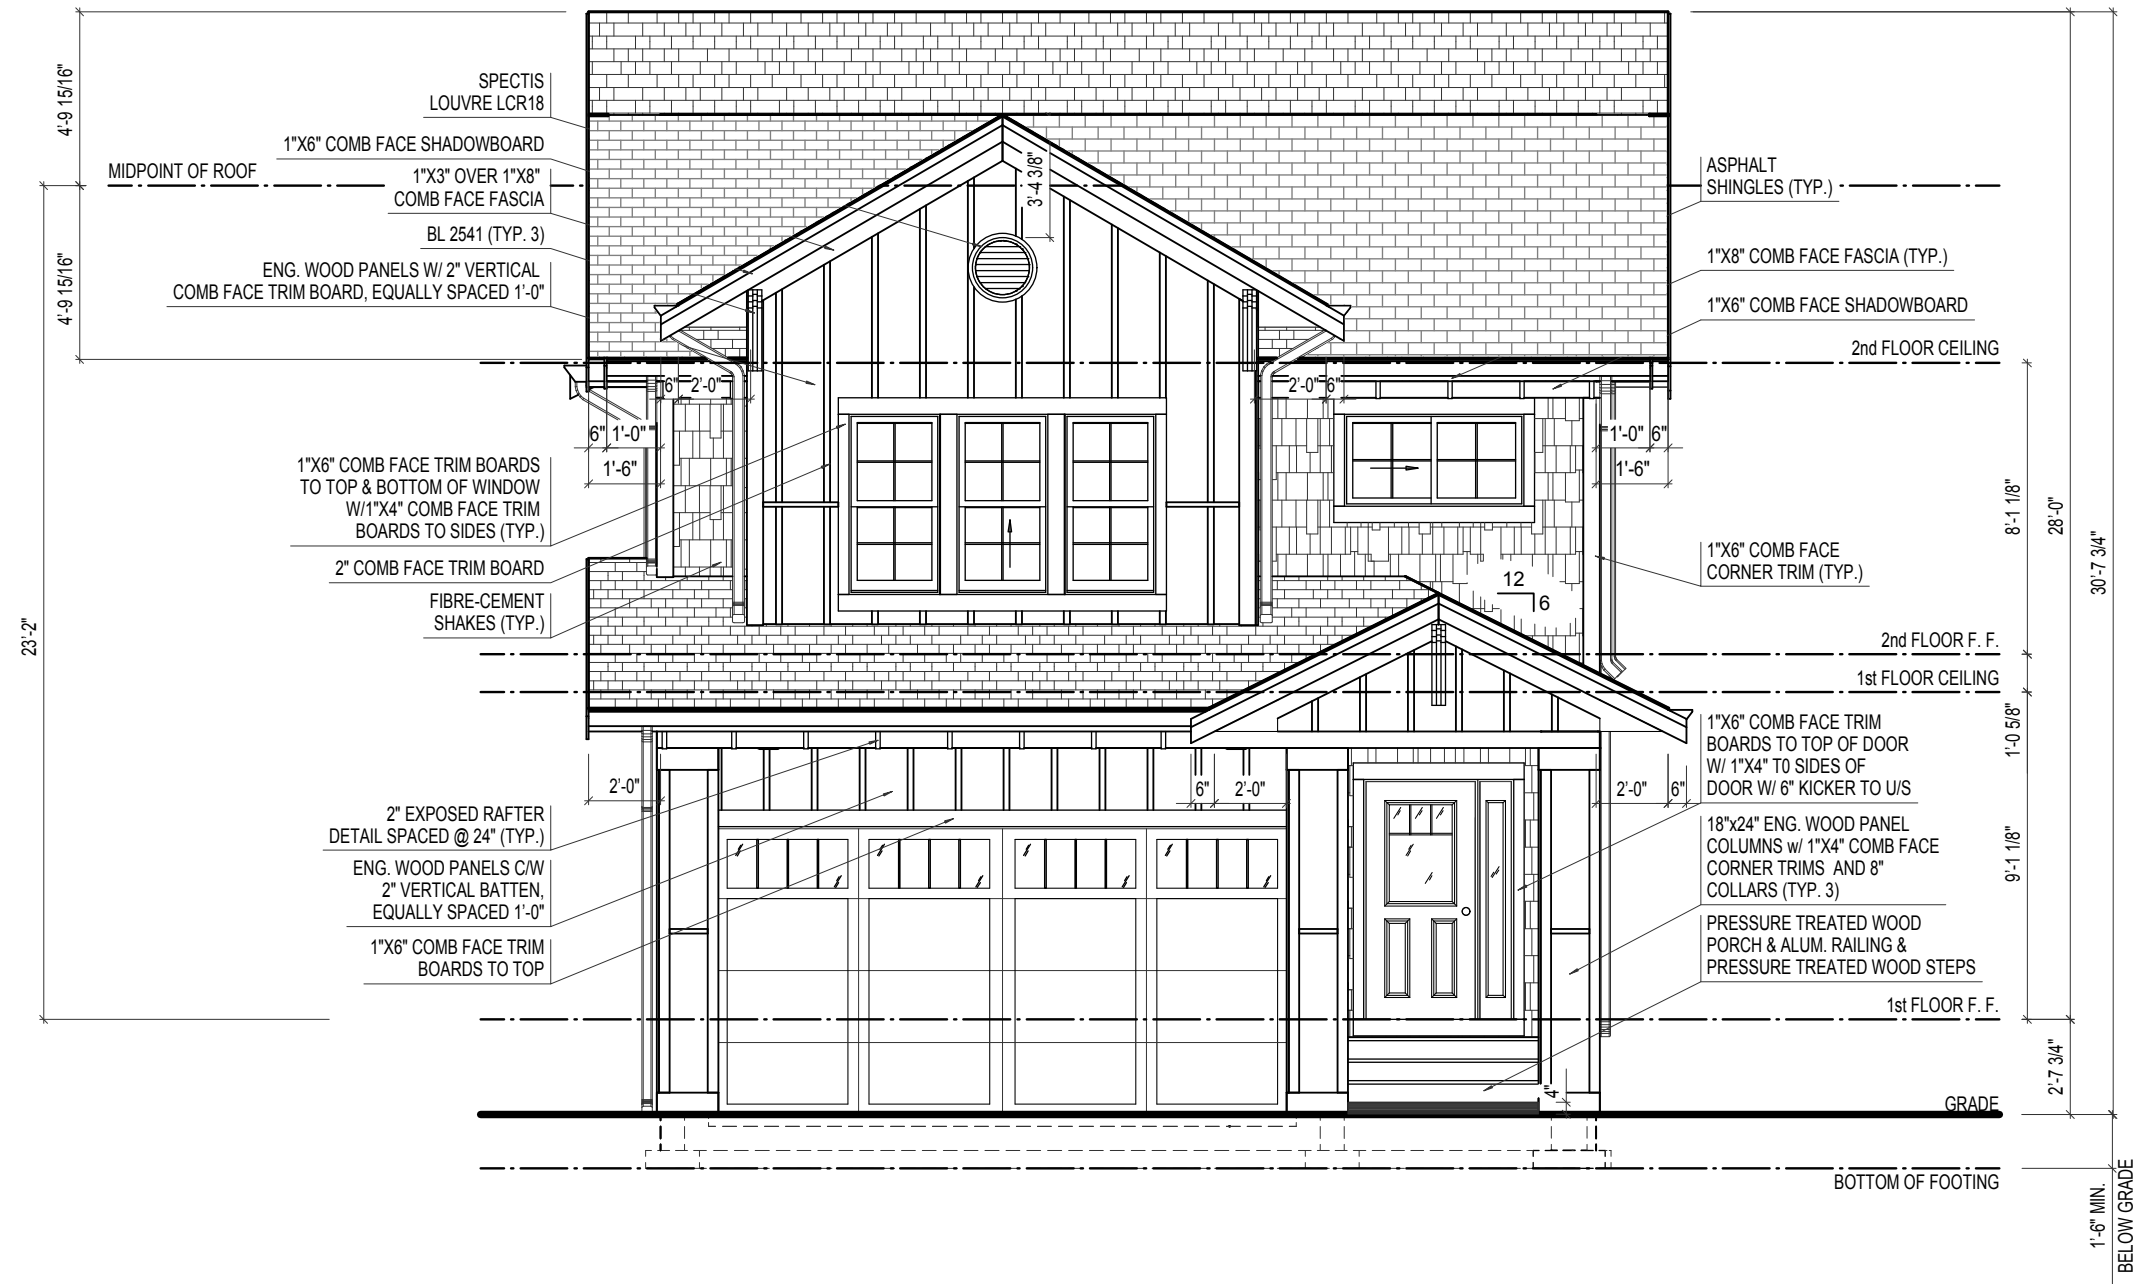 4'-9 15/16"
4'-9 15/16"
23'-2"
SPECTIS
LOUVRE LCR18
1"X6" COMB FACE SHADOWBOARD
MIDPOINT OF ROOF
1"X3" OVER 1"X8"
COMB FACE FASCIA
BL 2541 (TYP. 3)
ENG. WOOD PANELS W/ 2" VERTICAL
COMB FACE TRIM BOARD, EQUALLY SPACED 1'-0"
1"X6" COMB FACE TRIM BOARDS
TO TOP & BOTTOM OF WINDOW
W/1"X4" COMB FACE TRIM
BOARDS TO SIDES (TYP.)
2" COMB FACE TRIM BOARD
FIBRE-CEMENT
SHAKES (TYP.)
2" EXPOSED RAFTER
DETAIL SPACED @ 24" (TYP.)
ENG. WOOD PANELS C/W
2" VERTICAL BATTEN,
EQUALLY SPACED 1'-0"
1"X6" COMB FACE TRIM
BOARDS TO TOP
3'-4 3/8"
6" 2'-0"
2'-0" 6"
6" 1'-0"
1'-6"
1'-0" 6"
1'-6"
12
6
2'-0"
6" 2'-0"
2'-0" 6"
4"
ASPHALT
SHINGLES (TYP.)
1"X8" COMB FACE FASCIA (TYP.)
1"X6" COMB FACE SHADOWBOARD
2nd FLOOR CEILING
1"X6" COMB FACE
CORNER TRIM (TYP.)
2nd FLOOR F. F.
1st FLOOR CEILING
1"X6" COMB FACE TRIM
BOARDS TO TOP OF DOOR
W/ 1"X4" T0 SIDES OF
DOOR W/ 6" KICKER TO U/S
18"x24" ENG. WOOD PANEL
COLUMNS w/ 1"X4" COMB FACE
CORNER TRIMS AND 8"
COLLARS (TYP. 3)
PRESSURE TREATED WOOD
PORCH & ALUM. RAILING &
PRESSURE TREATED WOOD STEPS
1st FLOOR F. F.
GRADE
BOTTOM OF FOOTING
8'-1 1/8"
1'-0 5/8"
9'-1 1/8"
28'-0"
2'-7 3/4"
30'-7 3/4"
1'-6" MIN.
BELOW GRADE